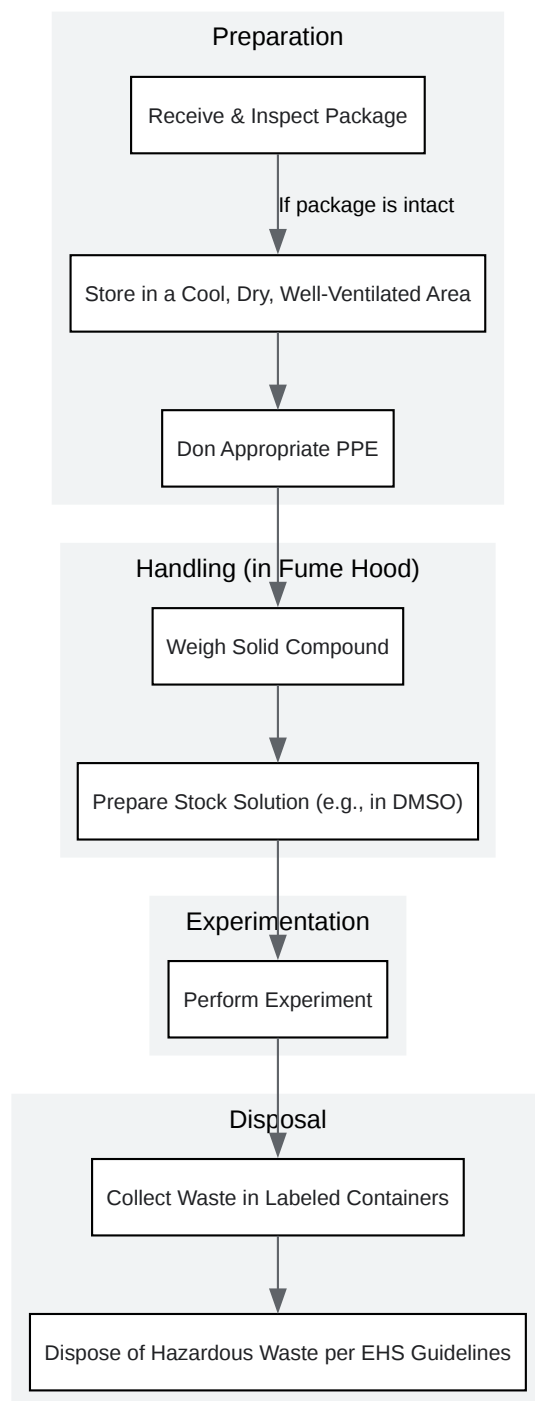 Preparation
Receive & Inspect Package
If package is intact
Store in a Cool, Dry, Well-Ventilated Area
Don Appropriate PPE
Handling (in Fume Hood)
Weigh Solid Compound
Prepare Stock Solution (e.g., in DMSO)
Experimentation
Perform Experiment
Disposal
Collect Waste in Labeled Containers
Dispose of Hazardous Waste per EHS Guidelines